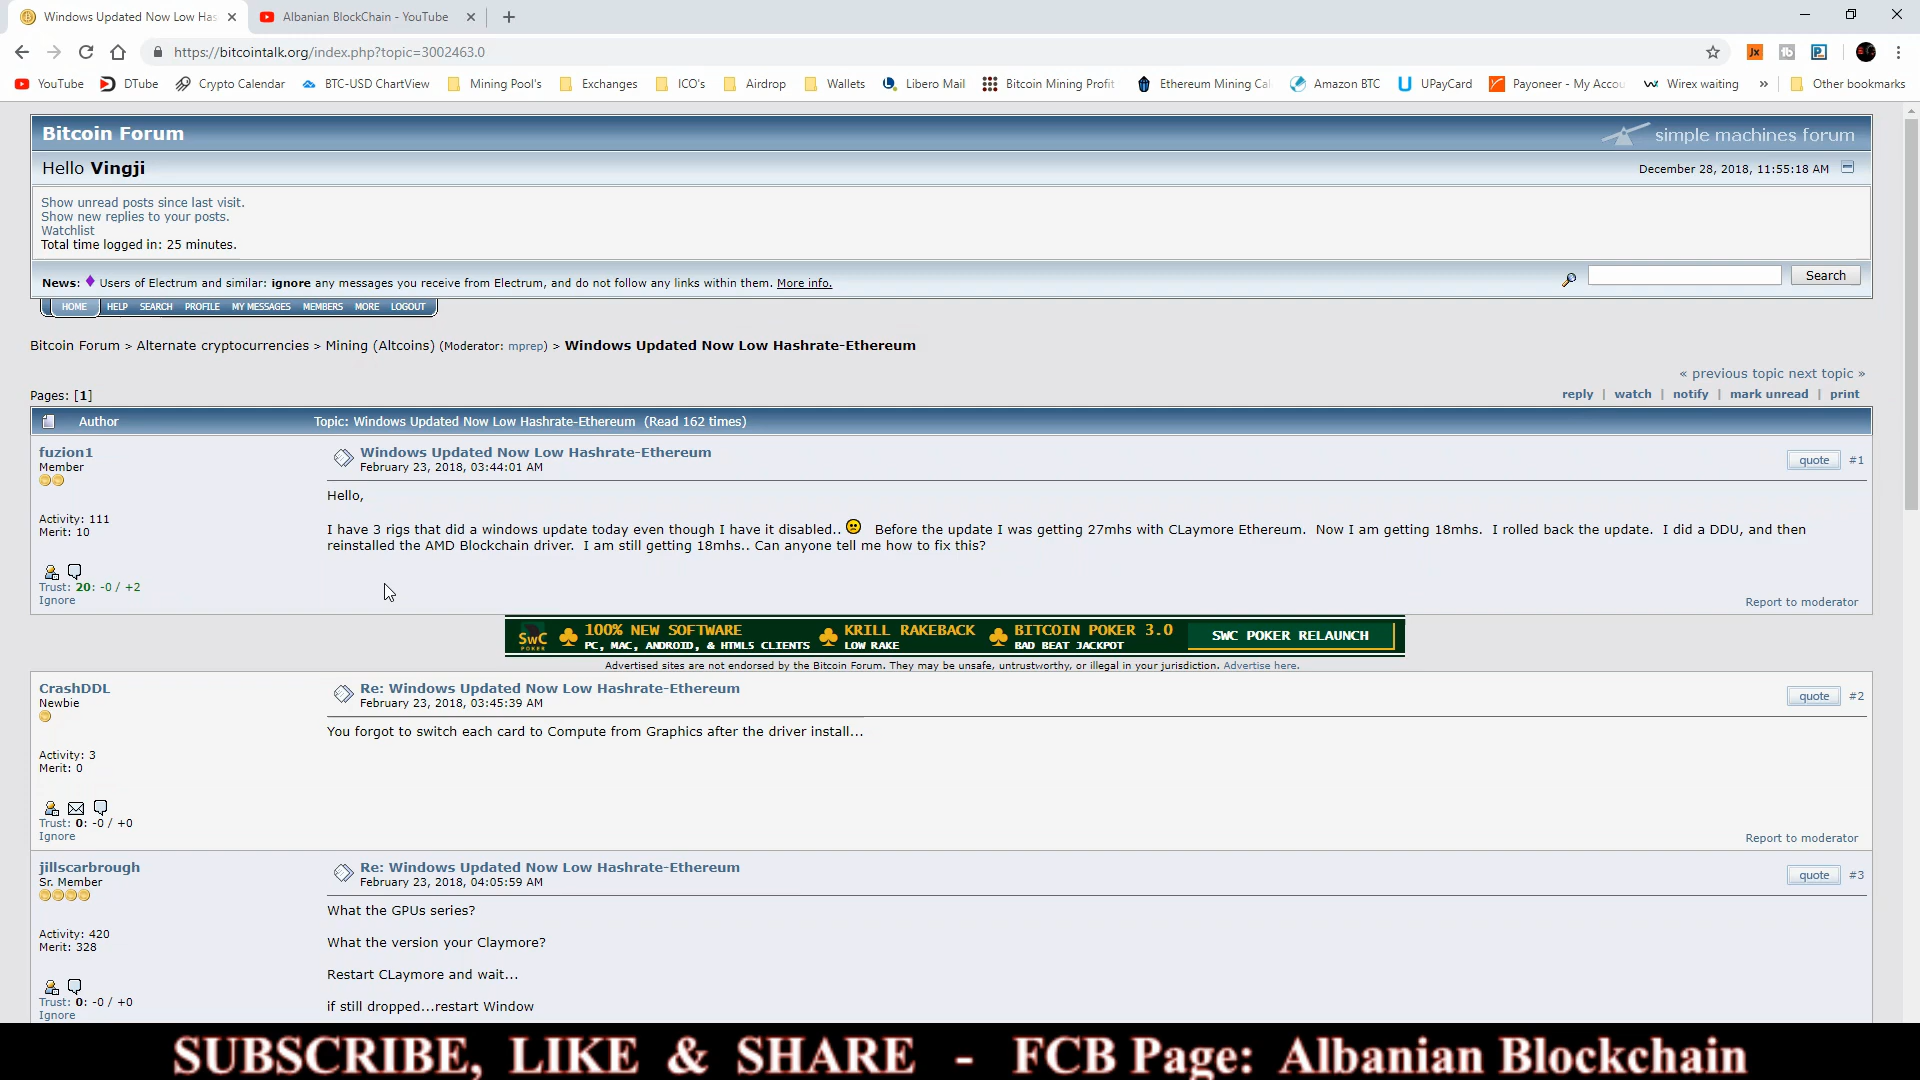 Windows Updated Now Low Has
Albanian BlockChain - YouTube
https://bitcointalk.org/index.php?topic=3002463.0
YouTube
DTube
Crypto Calendar
BTC-USD ChartView
Mining Pool's
Exchanges
ICO's
Airdrop
Wallets
Libero Mail
Bitcoin Mining Profit
Ethereum Mining Cal
Amazon BTC
UPayCard
Payoneer - My Accou
Wirex waiting
»
Other bookmarks
Bitcoin Forum
simple machines forum
Hello Vingji
December 28, 2018, 11:55:18 AM
Show unread posts since last visit.
Show new replies to your posts.
Watchlist
Total time logged in: 25 minutes.
News: Users of Electrum and similar: ignore any messages you receive from Electrum, and do not follow any links within them. More info.
Search
HOME HELP SEARCH PROFILE MY MESSAGES MEMBERS MORE LOGOUT
Bitcoin Forum > Alternate cryptocurrencies > Mining (Altcoins) (Moderator: mprep) > Windows Updated Now Low Hashrate-Ethereum
« previous topic next topic »
Pages: [1]
reply | watch | notify | mark unread | print
Author
Topic: Windows Updated Now Low Hashrate-Ethereum (Read 162 times)
fuzion1
Member
Activity: 111
Merit: 10
Trust: 20: -0 / +2
Ignore
Windows Updated Now Low Hashrate-Ethereum
February 23, 2018, 03:44:01 AM
quote #1
Hello,
I have 3 rigs that did a windows update today even though I have it disabled.. Before the update I was getting 27mhs with CLaymore Ethereum. Now I am getting 18mhs. I rolled back the update. I did a DDU, and then
reinstalled the AMD Blockchain driver. I am still getting 18mhs.. Can anyone tell me how to fix this?
Report to moderator
SwC
POKER
100% NEW SOFTWARE
PC, MAC, ANDROID, & HTML5 CLIENTS
KRILL RAKEBACK
LOW RAKE
BITCOIN POKER 3.0
BAD BEAT JACKPOT
SWC POKER RELAUNCH
Advertised sites are not endorsed by the Bitcoin Forum. They may be unsafe, untrustworthy, or illegal in your jurisdiction. Advertise here.
CrashDDL
Newbie
Activity: 3
Merit: 0
Trust: 0: -0 / +0
Ignore
Re: Windows Updated Now Low Hashrate-Ethereum
February 23, 2018, 03:45:39 AM
quote #2
You forgot to switch each card to Compute from Graphics after the driver install...
Report to moderator
jillscarbrough
Sr. Member
Activity: 420
Merit: 328
Trust: 0: -0 / +0
Ignore
Re: Windows Updated Now Low Hashrate-Ethereum
February 23, 2018, 04:05:59 AM
quote #3
What the GPUs series?
What the version your Claymore?
Restart CLaymore and wait...
if still dropped...restart Window
SUBSCRIBE, LIKE & SHARE - FCB Page: Albanian Blockchain